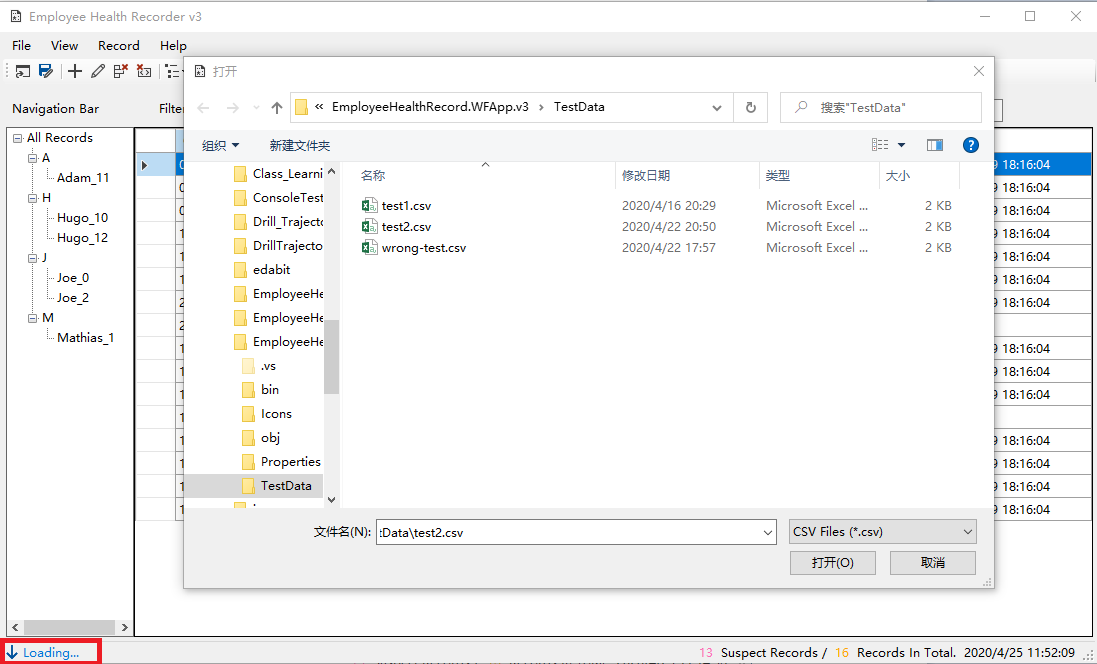 Employee Health Recorder v3
File View Record Help
打开
Navigation Bar
Filte
« EmployeeHealthRecord.WFApp.v3 › TestData
搜索"TestData"
组织
新建文件夹
All Records
A
Adam_11
H
Hugo_10
Hugo_12
J
Joe_0
Joe_2
M
Mathias_1
Class_Learni
ConsoleTest
Drill_Trajecto
DrillTrajecto
edabit
EmployeeHe
EmployeeHe
EmployeeHe
.vs
bin
Icons
obj
Properties
TestData
名称 修改日期 类型 大小
test1.csv 2020/4/16 20:29 Microsoft Excel ... 2 KB
test2.csv 2020/4/22 20:50 Microsoft Excel ... 2 KB
wrong-test.csv 2020/4/22 17:57 Microsoft Excel ... 2 KB
18:16:04
18:16:04
18:16:04
18:16:04
18:16:04
18:16:04
18:16:04
18:16:04
18:16:04
18:16:04
18:16:04
18:16:04
18:16:04
18:16:04
文件名(N): tData\test2.csv
CSV Files (*.csv)
打开(O) 取消
Loading...
13 Suspect Records / 16 Records In Total. 2020/4/25 11:52:09